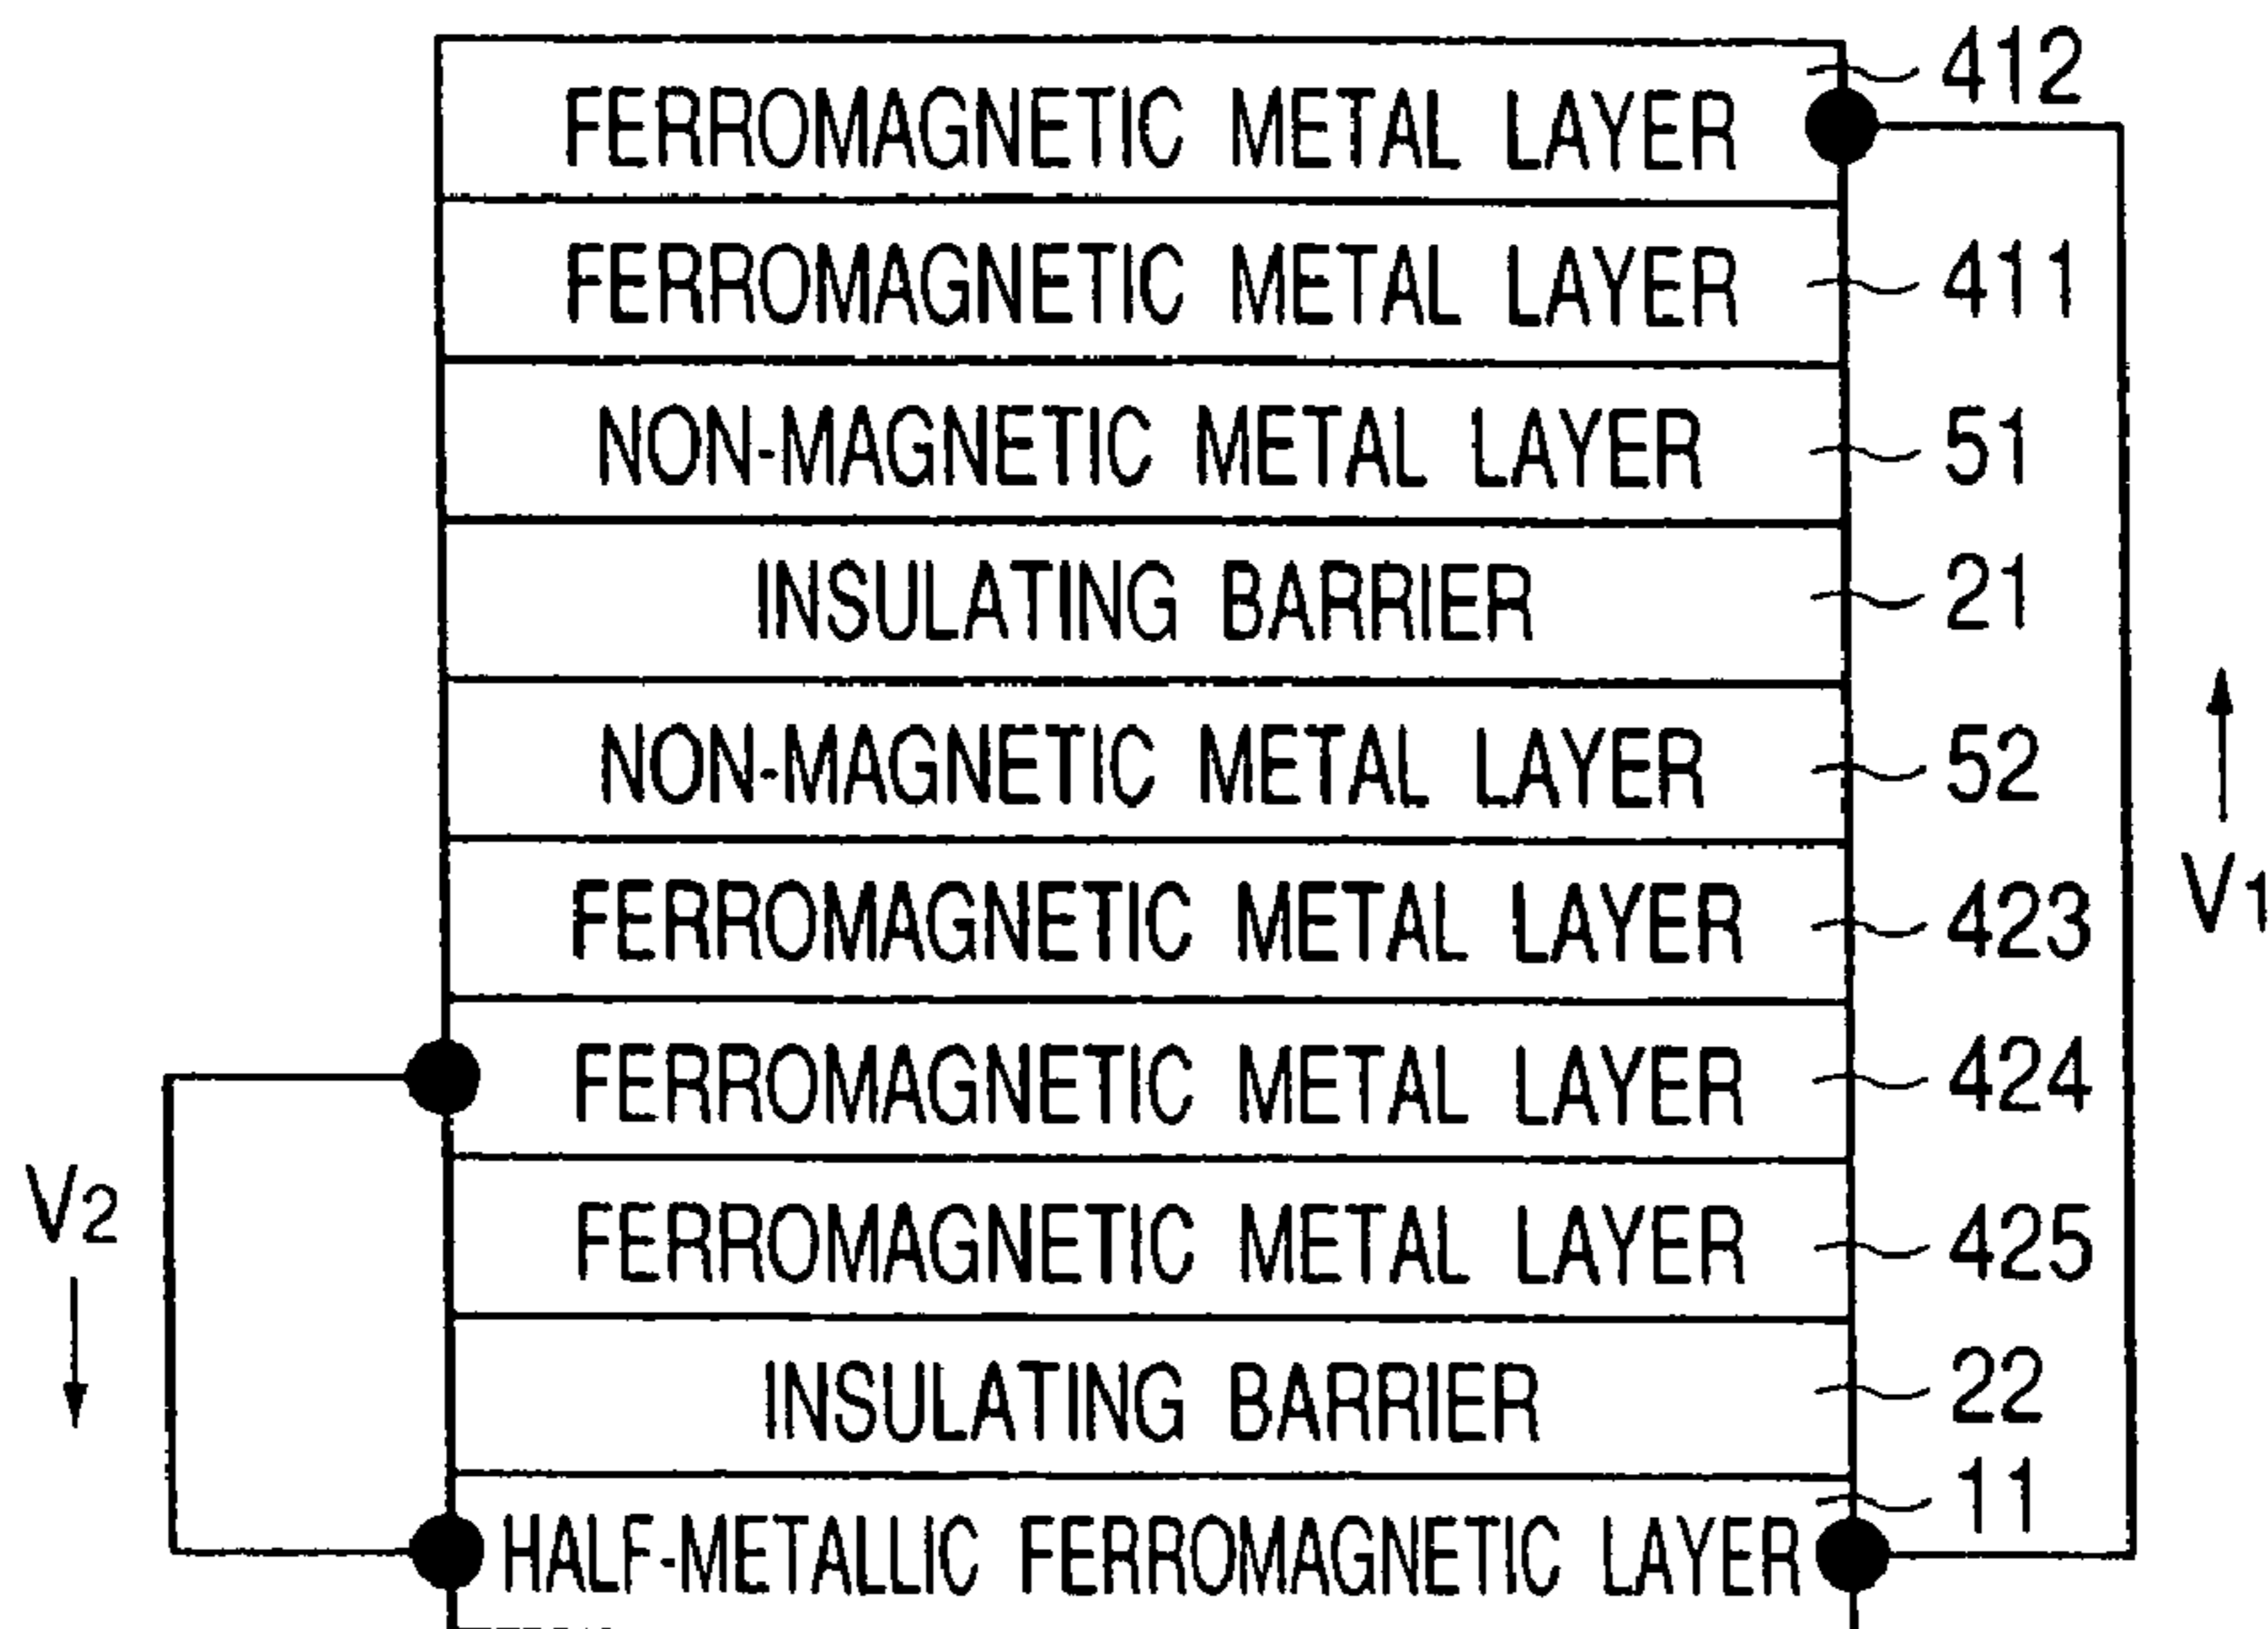 FERROMAGNETIC METAL LAYER 412
FERROMAGNETIC METAL LAYER 411
NON-MAGNETIC METAL LAYER 51
INSULATING BARRIER 21
NON-MAGNETIC METAL LAYER 52
FERROMAGNETIC METAL LAYER 423
V1
FERROMAGNETIC METAL LAYER 424
V2
FERROMAGNETIC METAL LAYER 425
INSULATING BARRIER 22
HALF-METALLIC FERROMAGNETIC LAYER 11